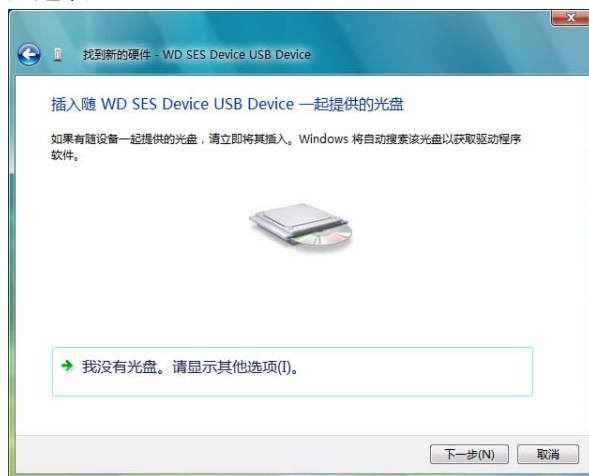 找到新的硬件 - WD SES Device USB Device
插入随 WD SES Device USB Device 一起提供的光盘
如果有随设备一起提供的光盘，请立即将其插入。Windows 将自动搜索该光盘以获取驱动程序
软件。
我没有光盘。请显示其他选项(I)。
下一步(N) 取消